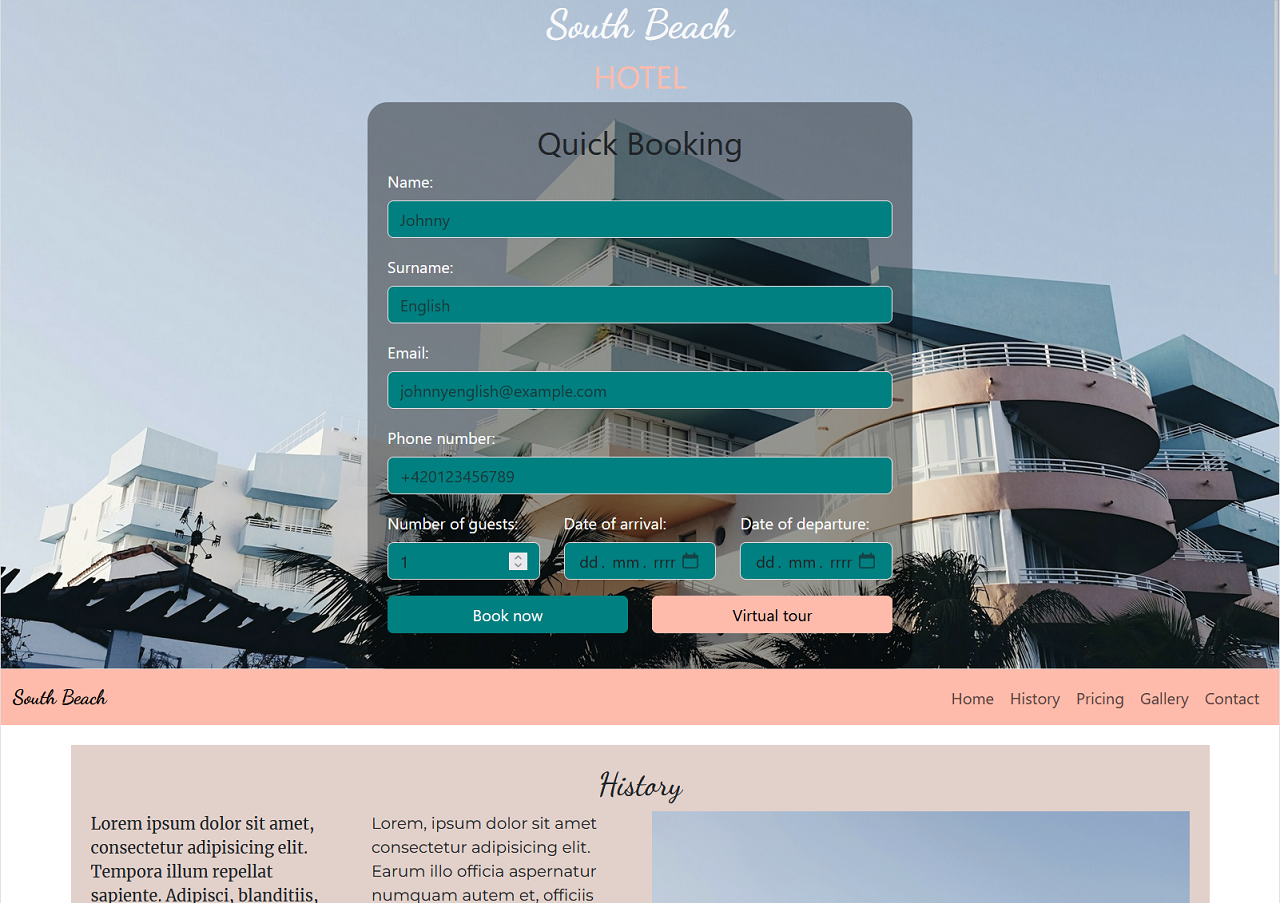 South Beach
HOTEL
Quick Booking
Name:
Johnny
Surname:
English
Email:
johnnyenglish@example.com
Phone number:
+420123456789
Number of guests: Date of arrival: Date of departure:
1 dd . mm . rrrr dd . mm . rrrr
Book now Virtual tour
South Beach Home History Pricing Gallery Contact
History
Lorem ipsum dolor sit amet,
consectetur adipisicing elit.
Tempora illum repellat
sapiente. Adipisci, blanditiis,
Lorem, ipsum dolor sit amet
consectetur adipisicing elit.
Earum illo officia aspernatur
numquam autem et, officiis